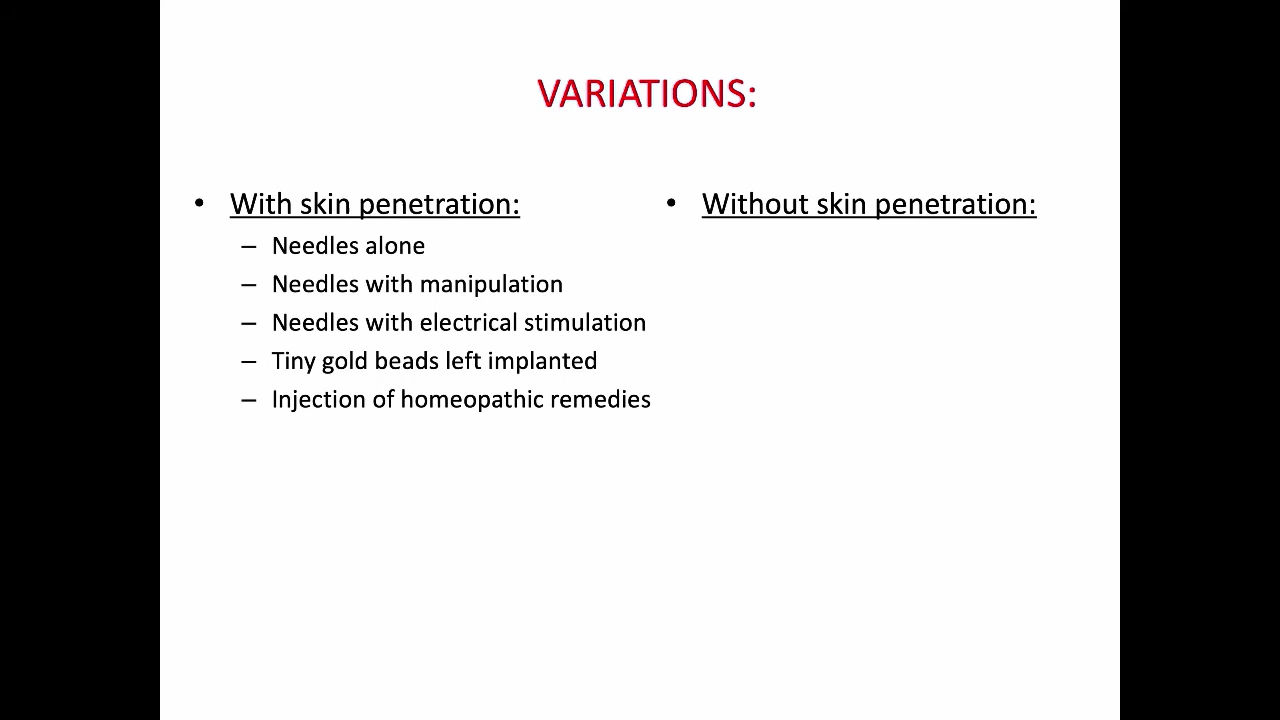 VARIATIONS:
• With skin penetration:
– Needles alone
– Needles with manipulation
– Needles with electrical stimulation
– Tiny gold beads left implanted
– Injection of homeopathic remedies
• Without skin penetration: